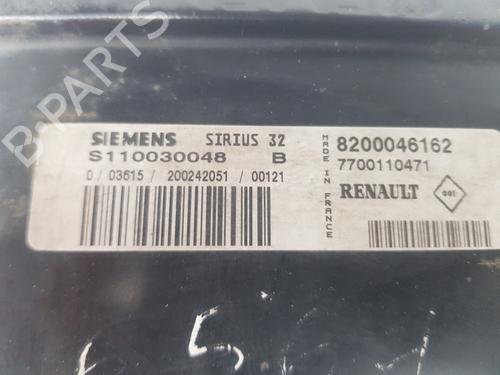 B-PARTS
SIEMENS SIRIUS 32
S110030048 B
0 / 03615 / 200242051 / 00121
MADE IN FRANCE
8200046162
7700110471
RENAULT 001